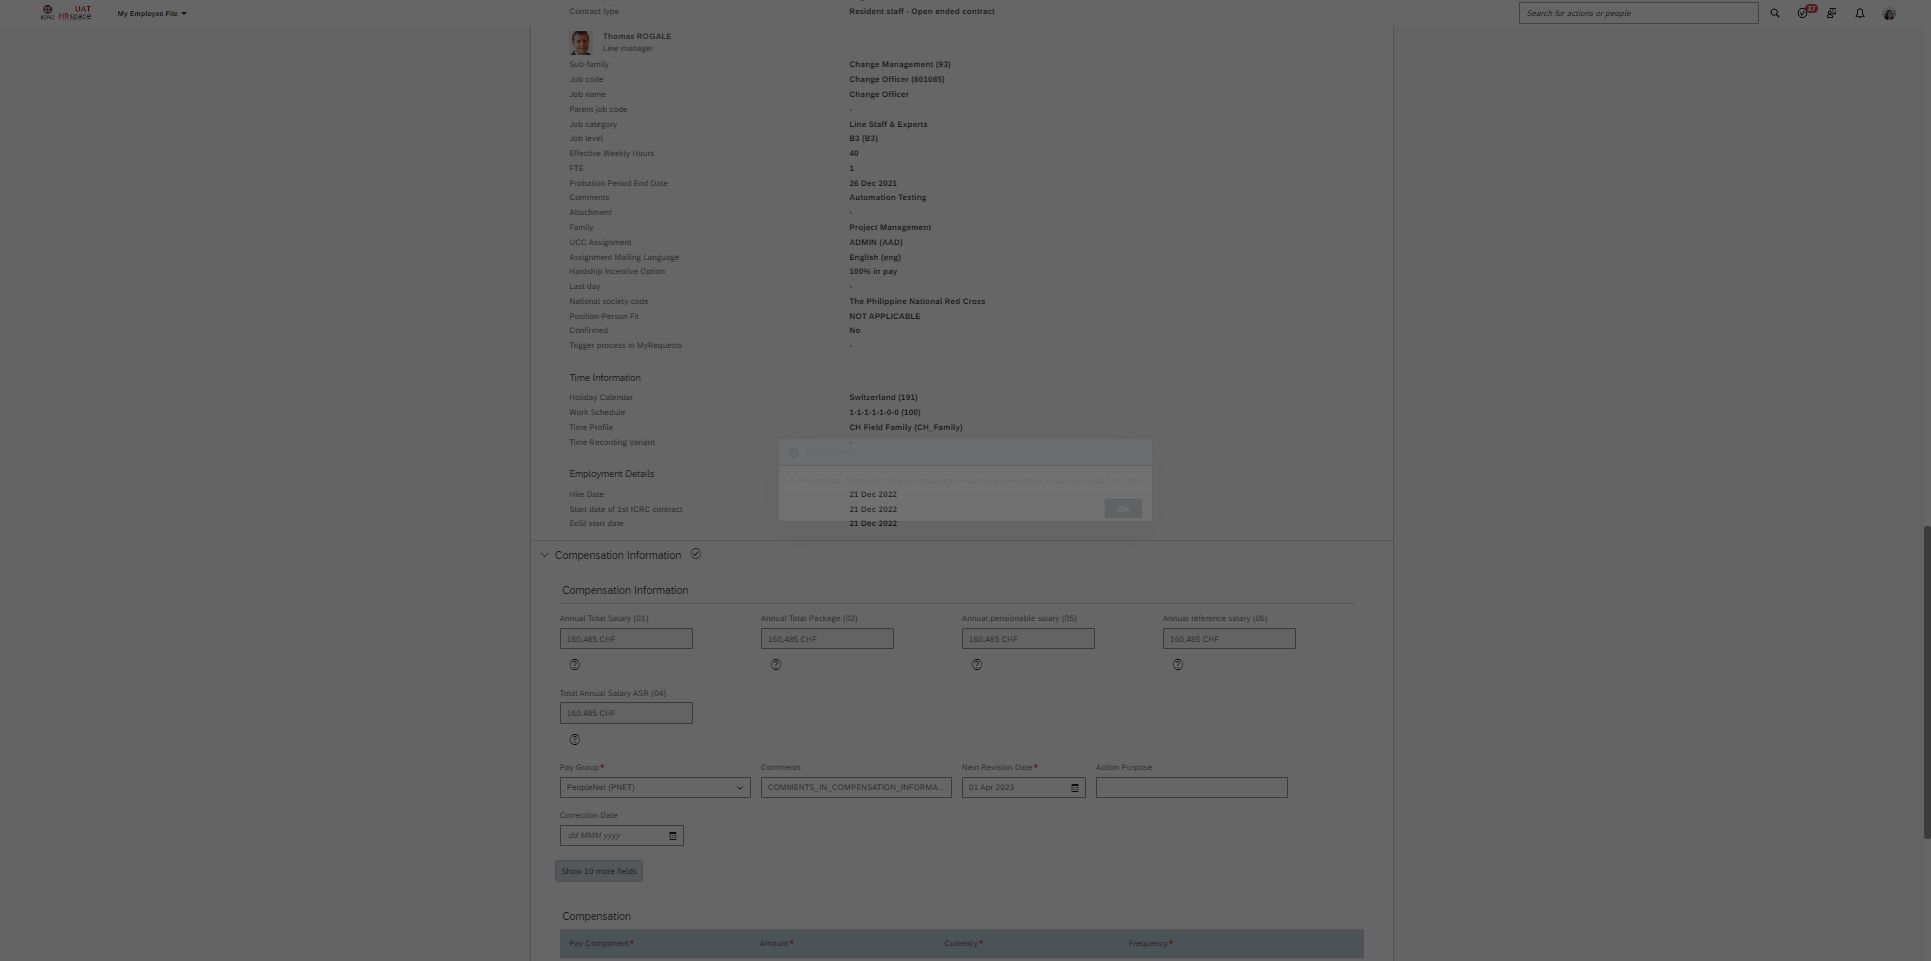 ICRC
UAT
HRspace
My Employee File
Search for actions or people
37
Contract type
Resident staff - Open ended contract
Thomas ROGALE
Line manager
Sub-family
Change Management (93)
Job code
Change Officer (801085)
Job name
Change Officer
Parent job code
-
Job category
Line Staff & Experts
Job level
B3 (B3)
Effective Weekly Hours
40
FTE
1
Probation Period End Date
26 Dec 2021
Comments
Automation Testing
Attachment
-
Family
Project Management
UCC Assignment
ADMIN (AAD)
Assignment Mailing Language
English (eng)
Hardship Incentive Option
100% in pay
Last day
-
National society code
The Philippine National Red Cross
Position-Person Fit
NOT APPLICABLE
Confirmed
No
Trigger process in MyRequests
-
Time Information
Holiday Calendar
Switzerland (191)
Work Schedule
1-1-1-1-1-0-0 (100)
Time Profile
CH Field Family (CH_Family)
Time Recording Variant
-
Information
Employment Details
Hire Date
21 Dec 2022
Start date of 1st ICRC contract
21 Dec 2022
OK
EoSI start date
21 Dec 2022
Compensation Information
Compensation Information
Annual Total Salary (01)
Annual Total Package (02)
Annual pensionable salary (05)
Annual reference salary (06)
160,485 CHF
160,485 CHF
160,485 CHF
160,485 CHF
Total Annual Salary ASR (04)
160,485 CHF
Pay Group*
Comments
Next Revision Date*
Action Purpose
PeopleNet (PNET)
COMMENTS_IN_COMPENSATION_INFORMA...
01 Apr 2023
Correction Date
dd MMM yyyy
Show 10 more fields
Compensation
Pay Component*
Amount*
Currency*
Frequency*